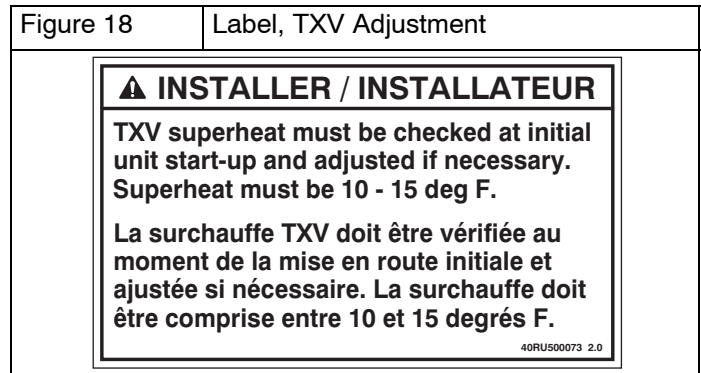 Figure 18 Label, TXV Adjustment
⚠ INSTALLER / INSTALLATEUR
TXV superheat must be checked at initial
unit start-up and adjusted if necessary.
Superheat must be 10 - 15 deg F.
La surchauffe TXV doit être vérifiée au
moment de la mise en route initiale et
ajustée si nécessaire. La surchauffe doit
être comprise entre 10 et 15 degrés F.
40RU500073 2.0